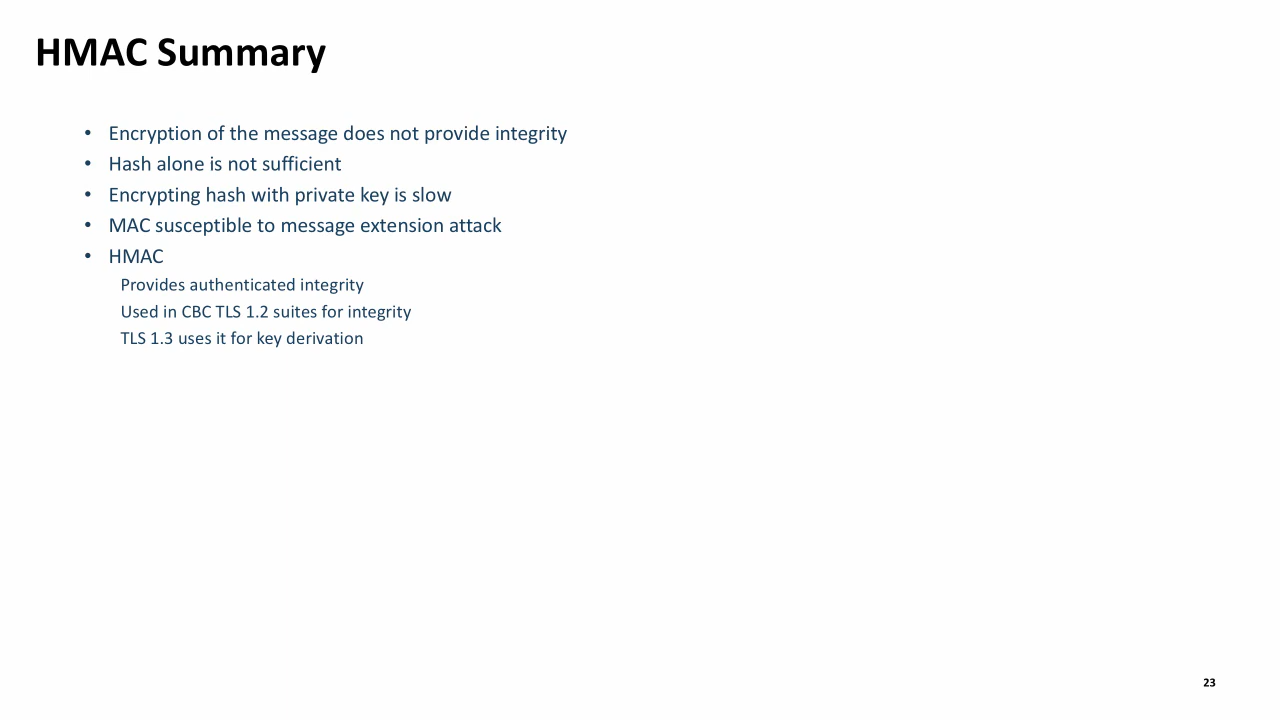 HMAC Summary
• Encryption of the message does not provide integrity
• Hash alone is not sufficient
• Encrypting hash with private key is slow
• MAC susceptible to message extension attack
• HMAC
Provides authenticated integrity
Used in CBC TLS 1.2 suites for integrity
TLS 1.3 uses it for key derivation
23